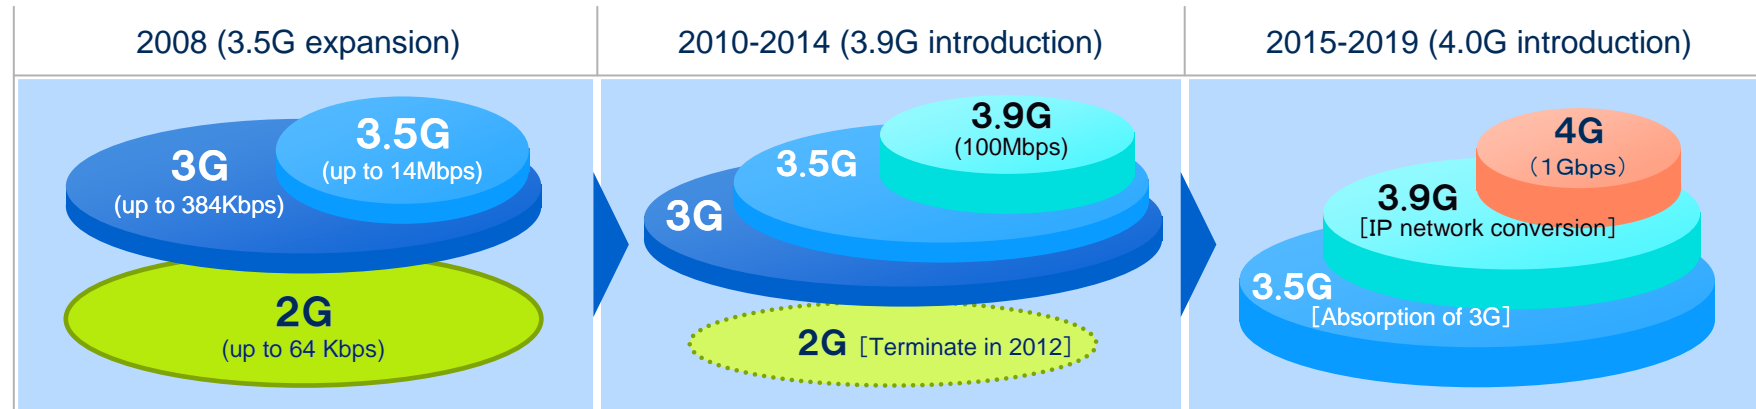 2008 (3.5G expansion)
2010-2014 (3.9G introduction)
2015-2019 (4.0G introduction)
3.5G
(up to 14Mbps)
3G
(up to 384Kbps)
2G
(up to 64 Kbps)
3.9G
(100Mbps)
3.5G
3G
2G [Terminate in 2012]
4G
(1Gbps)
3.9G
[IP network conversion]
3.5G
[Absorption of 3G]